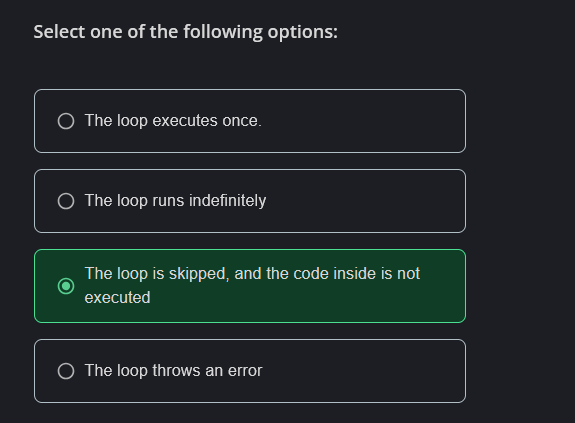 Select one of the following options:
The loop executes once.
The loop runs indefinitely
The loop is skipped, and the code inside is not
executed
The loop throws an error